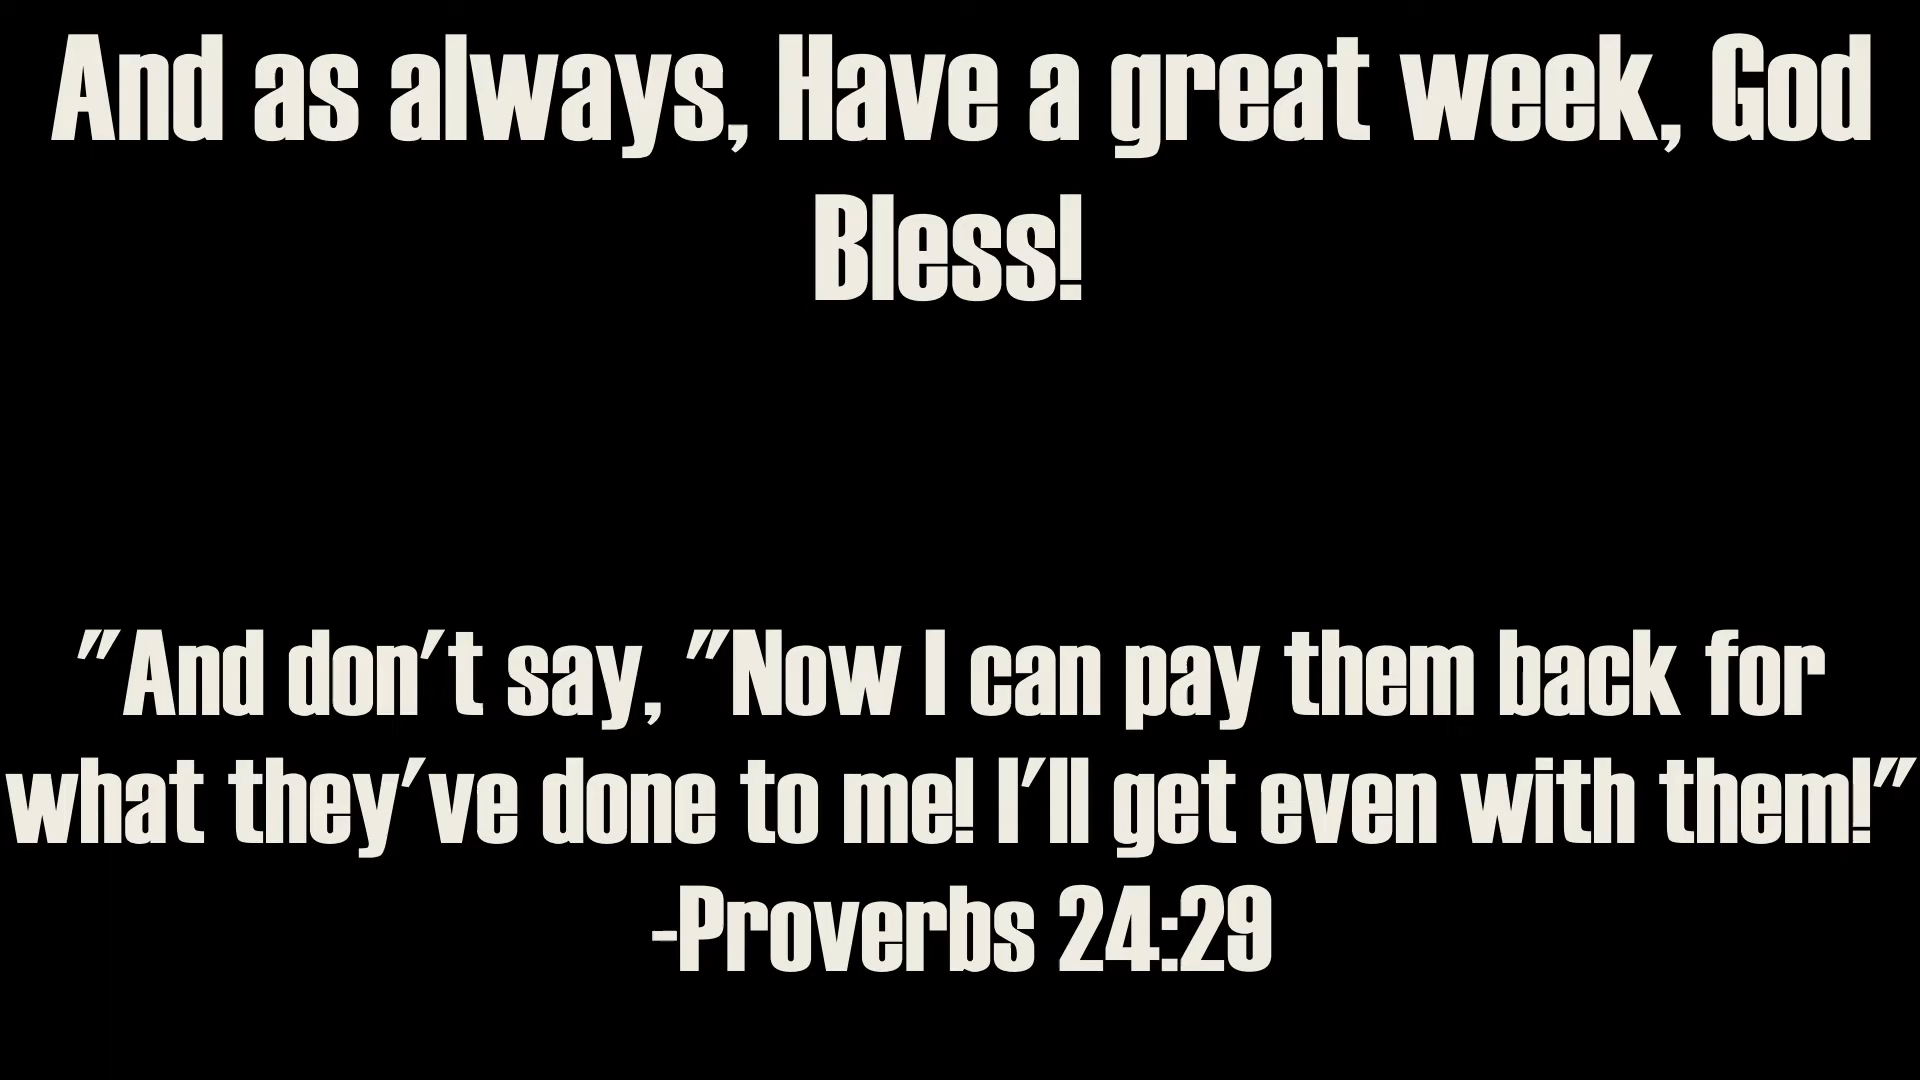 And as always, Have a great week, God
Bless!
"And don't say, "Now I can pay them back for
what they've done to me! I'll get even with them!"
-Proverbs 24:29